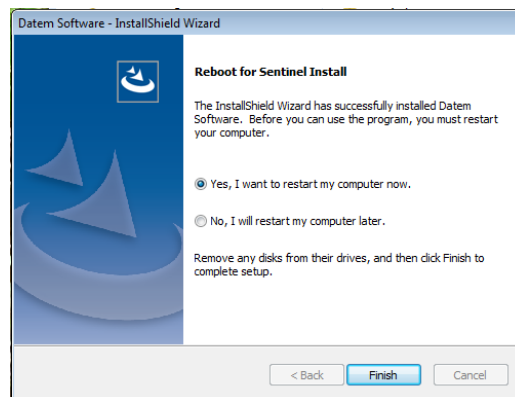 Datem Software - InstallShield Wizard
Reboot for Sentinel Install
The InstallShield Wizard has successfully installed Datem
Software. Before you can use the program, you must restart
your computer.
Yes, I want to restart my computer now.
No, I will restart my computer later.
Remove any disks from their drives, and then click Finish to
complete setup.
< Back
Finish
Cancel